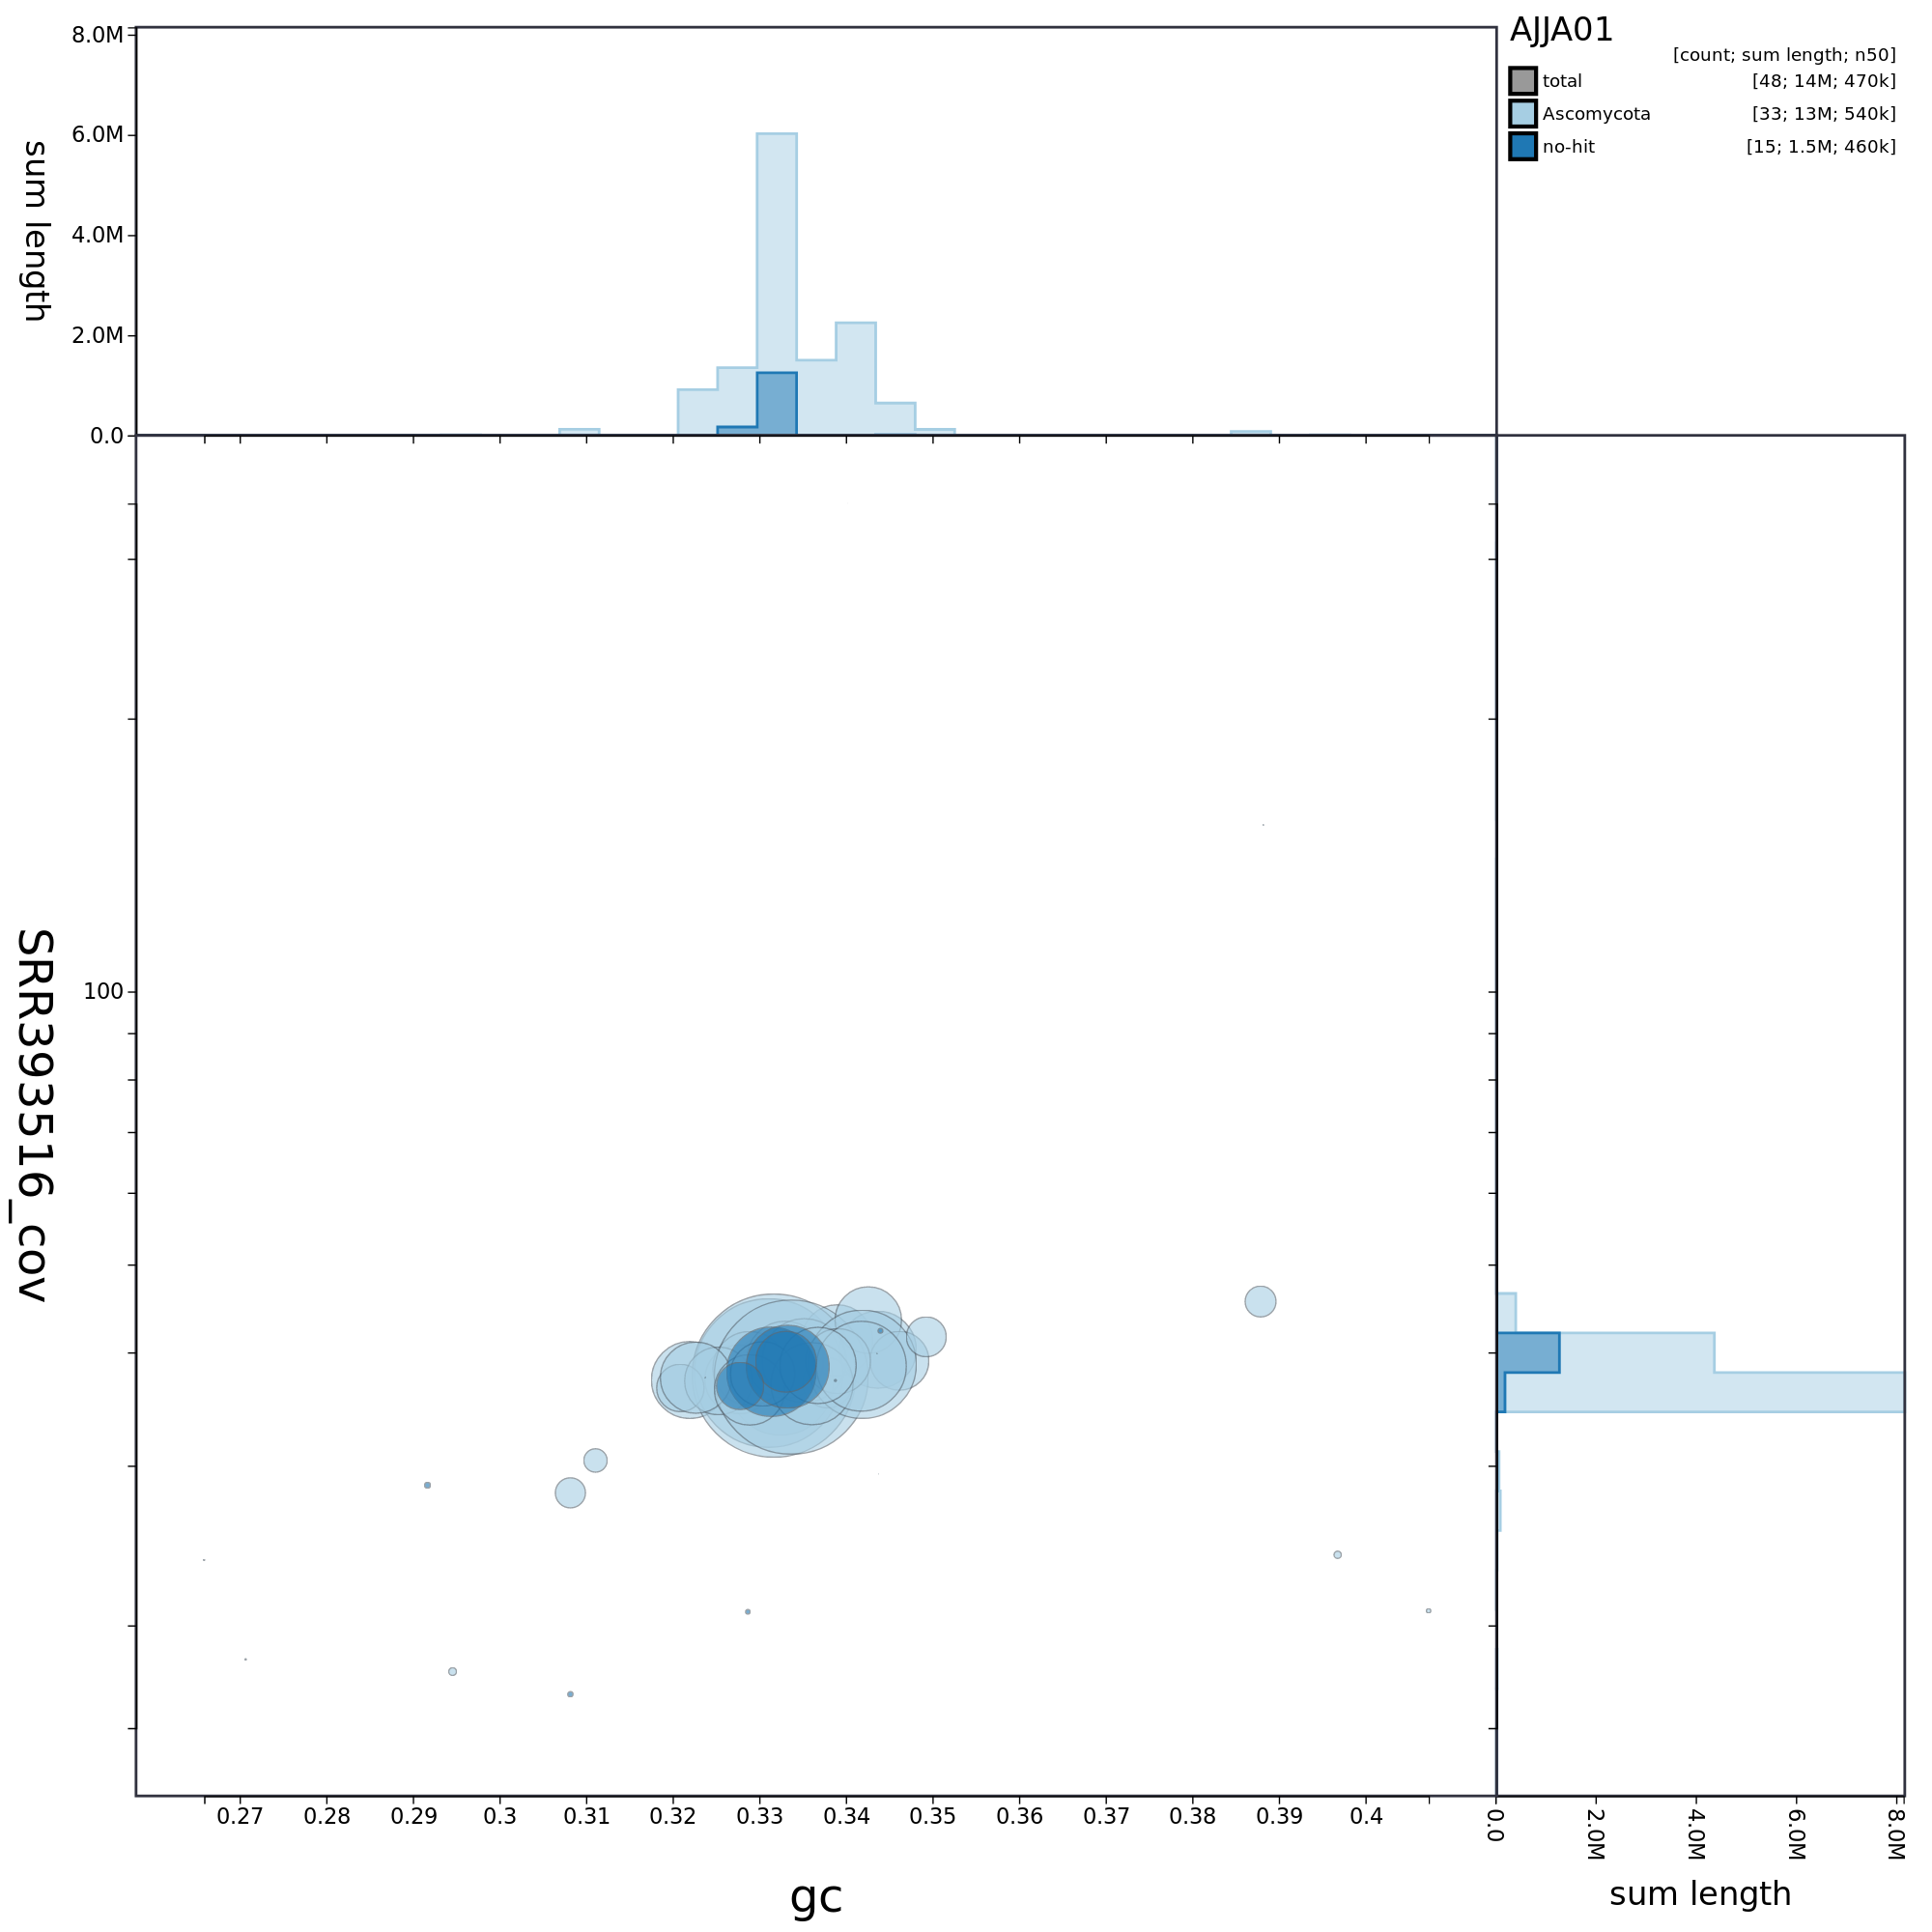 AJJA01
[count; sum length; n50]
total [48; 14M; 470k]
Ascomycota [33; 13M; 540k]
no-hit [15; 1.5M; 460k]
sum length
8.0M
6.0M
4.0M
2.0M
0.0
SRR393516_cov
100
0.27 0.28 0.29 0.3 0.31 0.32 0.33 0.34 0.35 0.36 0.37 0.38 0.39 0.4
gc
0.0 2.0M 4.0M 6.0M 8.0M
sum length